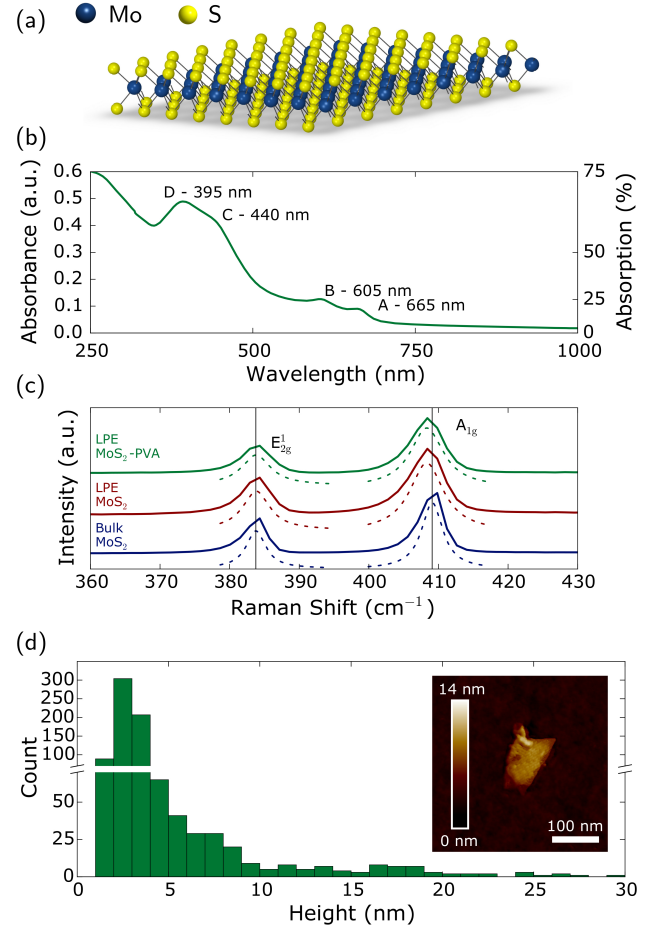 (a)
Mo S
(b)
Absorbance (a.u.)
0.6
0.5
0.4
0.3
0.2
0.1
0.0
D - 395 nm
C - 440 nm
B - 605 nm
A - 665 nm
75
50
25
0
Absorption (%)
250 500 750 1000
Wavelength (nm)
(c)
Intensity (a.u.)
LPE
MoS₂-PVA
LPE
MoS₂
Bulk
MoS₂
E¹₂g
A₁g
360 380 390 400 410 420 430
Raman Shift (cm⁻¹)
(d)
Count
300
250
200
150
100
50
25
0
14 nm
0 nm
100 nm
0 5 10 15 20 25 30
Height (nm)